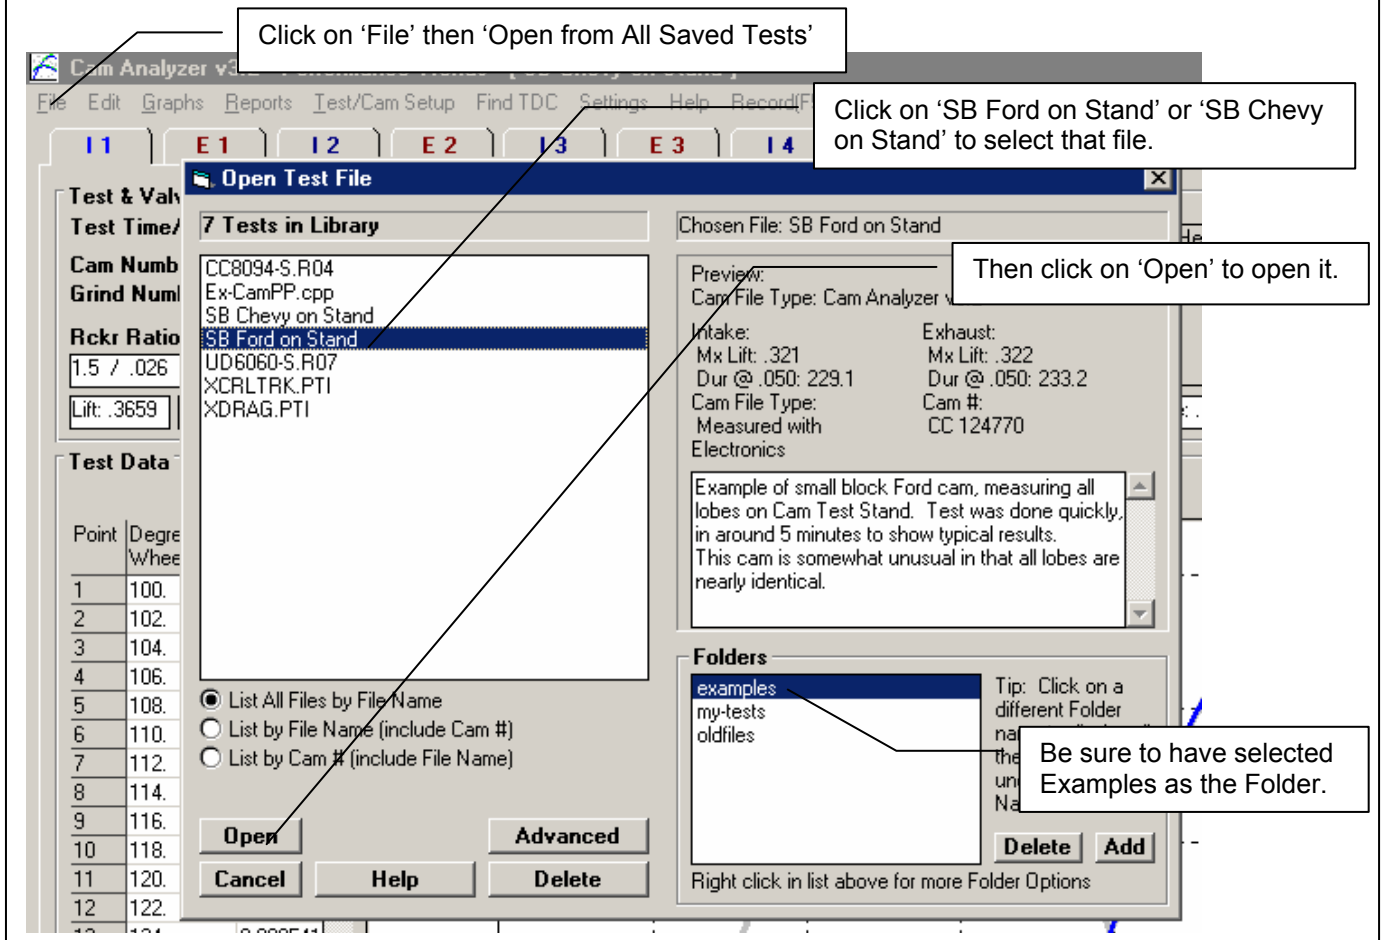 Click on ‘File’ then ‘Open from All Saved Tests’
Cam Analyzer
File Edit Graphs Reports Test/Cam Setup Find TDC Settings Help
Click on ‘SB Ford on Stand’ or ‘SB Chevy
on Stand’ to select that file.
I 1 E 1 I 2 E 2 I 3 E 3 I 4
Open Test File
Test &
Test
7 Tests in Library
Chosen File: SB Ford on Stand
Then click on ‘Open’ to open it.
Cam
Grind
CC8094-S.R04
Ex-CamPP.cpp
SB Chevy on Stand
SB Ford on Stand
UD6060-S.R07
XCRLTRK.PTI
XDRAG.PTI
Preview:
Cam File Type: Cam Analyzer
Intake: Exhaust:
Mx Lift: .321 Mx Lift: .322
Dur @ .050: 229.1 Dur @ .050: 233.2
Cam File Type: Cam #:
Measured with CC 124770
Electronics
Rckr Ratio
1.5 / .026
Lift: .3659
Test Data
Example of small block Ford cam, measuring all
lobes on Cam Test Stand. Test was done quickly,
in around 5 minutes to show typical results.
This cam is somewhat unusual in that all lobes are
nearly identical.
Point
1 100.
2 102.
3 104.
4 106.
5 108.
6 110.
7 112.
8 114.
9 116.
10 118.
11 120.
12 122.
List All Files by File Name
List by File Name (include Cam #)
List by Cam # (include File Name)
Folders
examples
my-tests
oldfiles
Tip: Click on a
different Folder
Be sure to have selected
Examples as the Folder.
Open Advanced
Cancel Help Delete
Delete Add
Right click in list above for more Folder Options